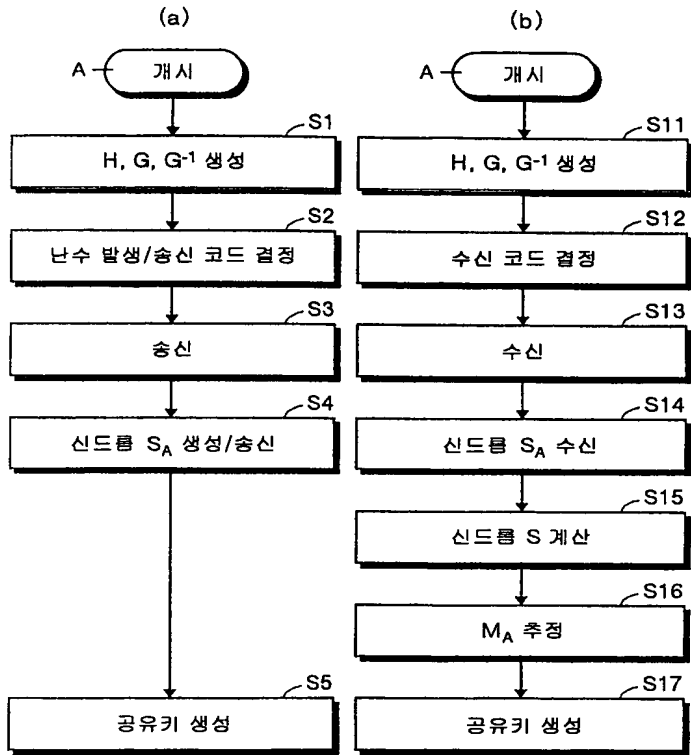 (a)
A
개시
S1
H, G, G-1 생성
S2
난수 발생/송신 코드 결정
S3
송신
S4
신드롬 SA 생성/송신
S5
공유키 생성
(b)
A
개시
S11
H, G, G-1 생성
S12
수신 코드 결정
S13
수신
S14
신드롬 SA 수신
S15
신드롬 S 계산
S16
MA 추정
S17
공유키 생성